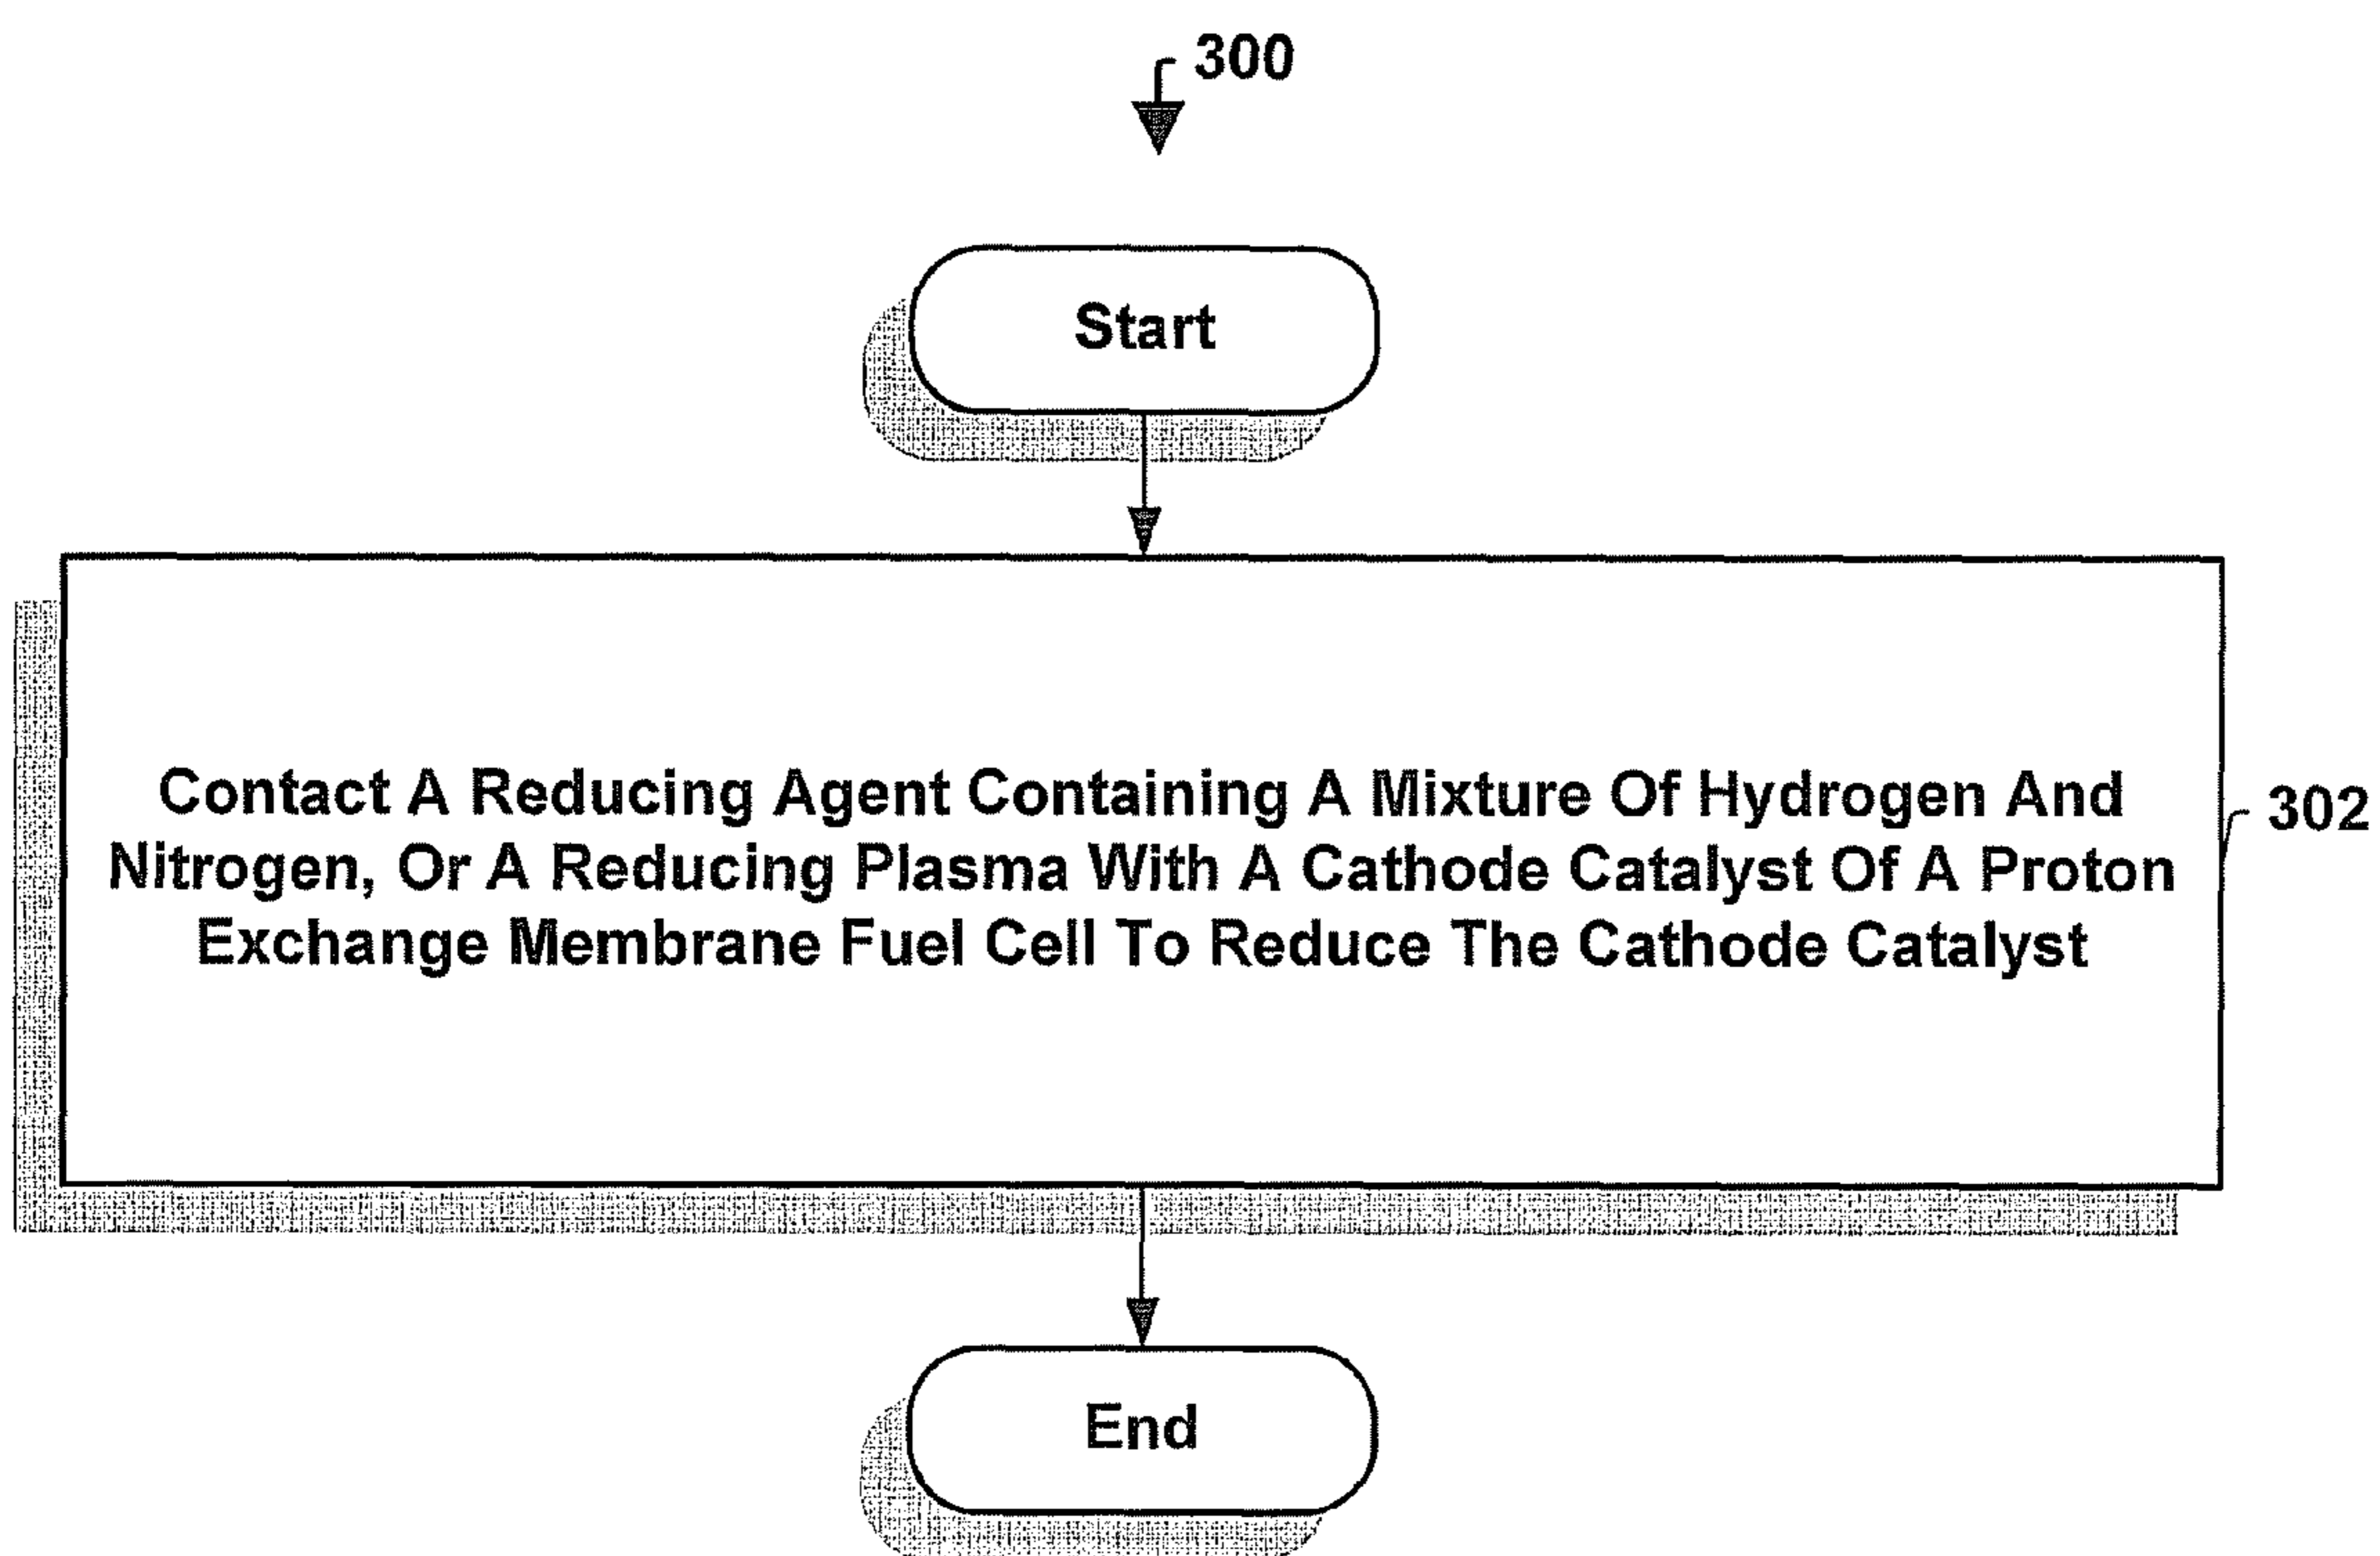 300
Start
Contact A Reducing Agent Containing A Mixture Of Hydrogen And
Nitrogen, Or A Reducing Plasma With A Cathode Catalyst Of A Proton
Exchange Membrane Fuel Cell To Reduce The Cathode Catalyst
302
End